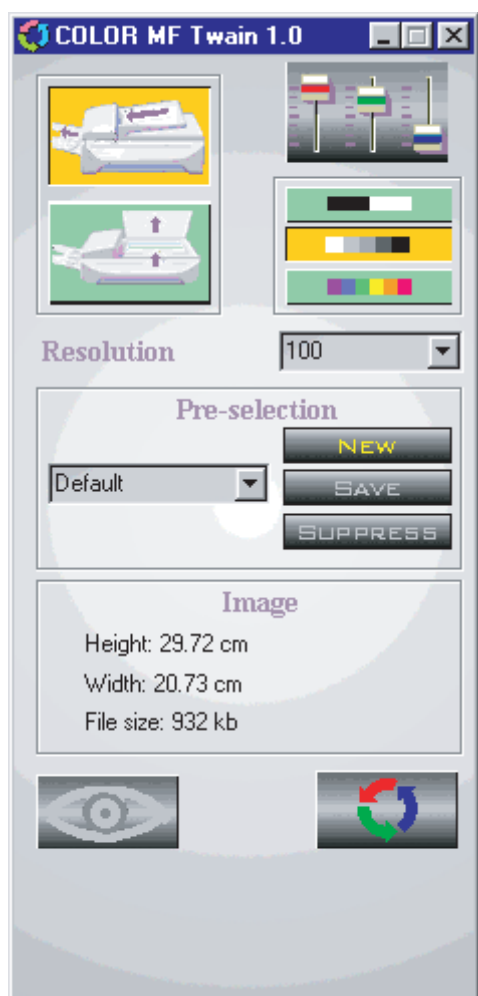 COLOR MF Twain 1.0
Resolution
100
Pre-selection
NEW
Default
SAVE
SUPPRESS
Image
Height: 29.72 cm
Width: 20.73 cm
File size: 932 kb